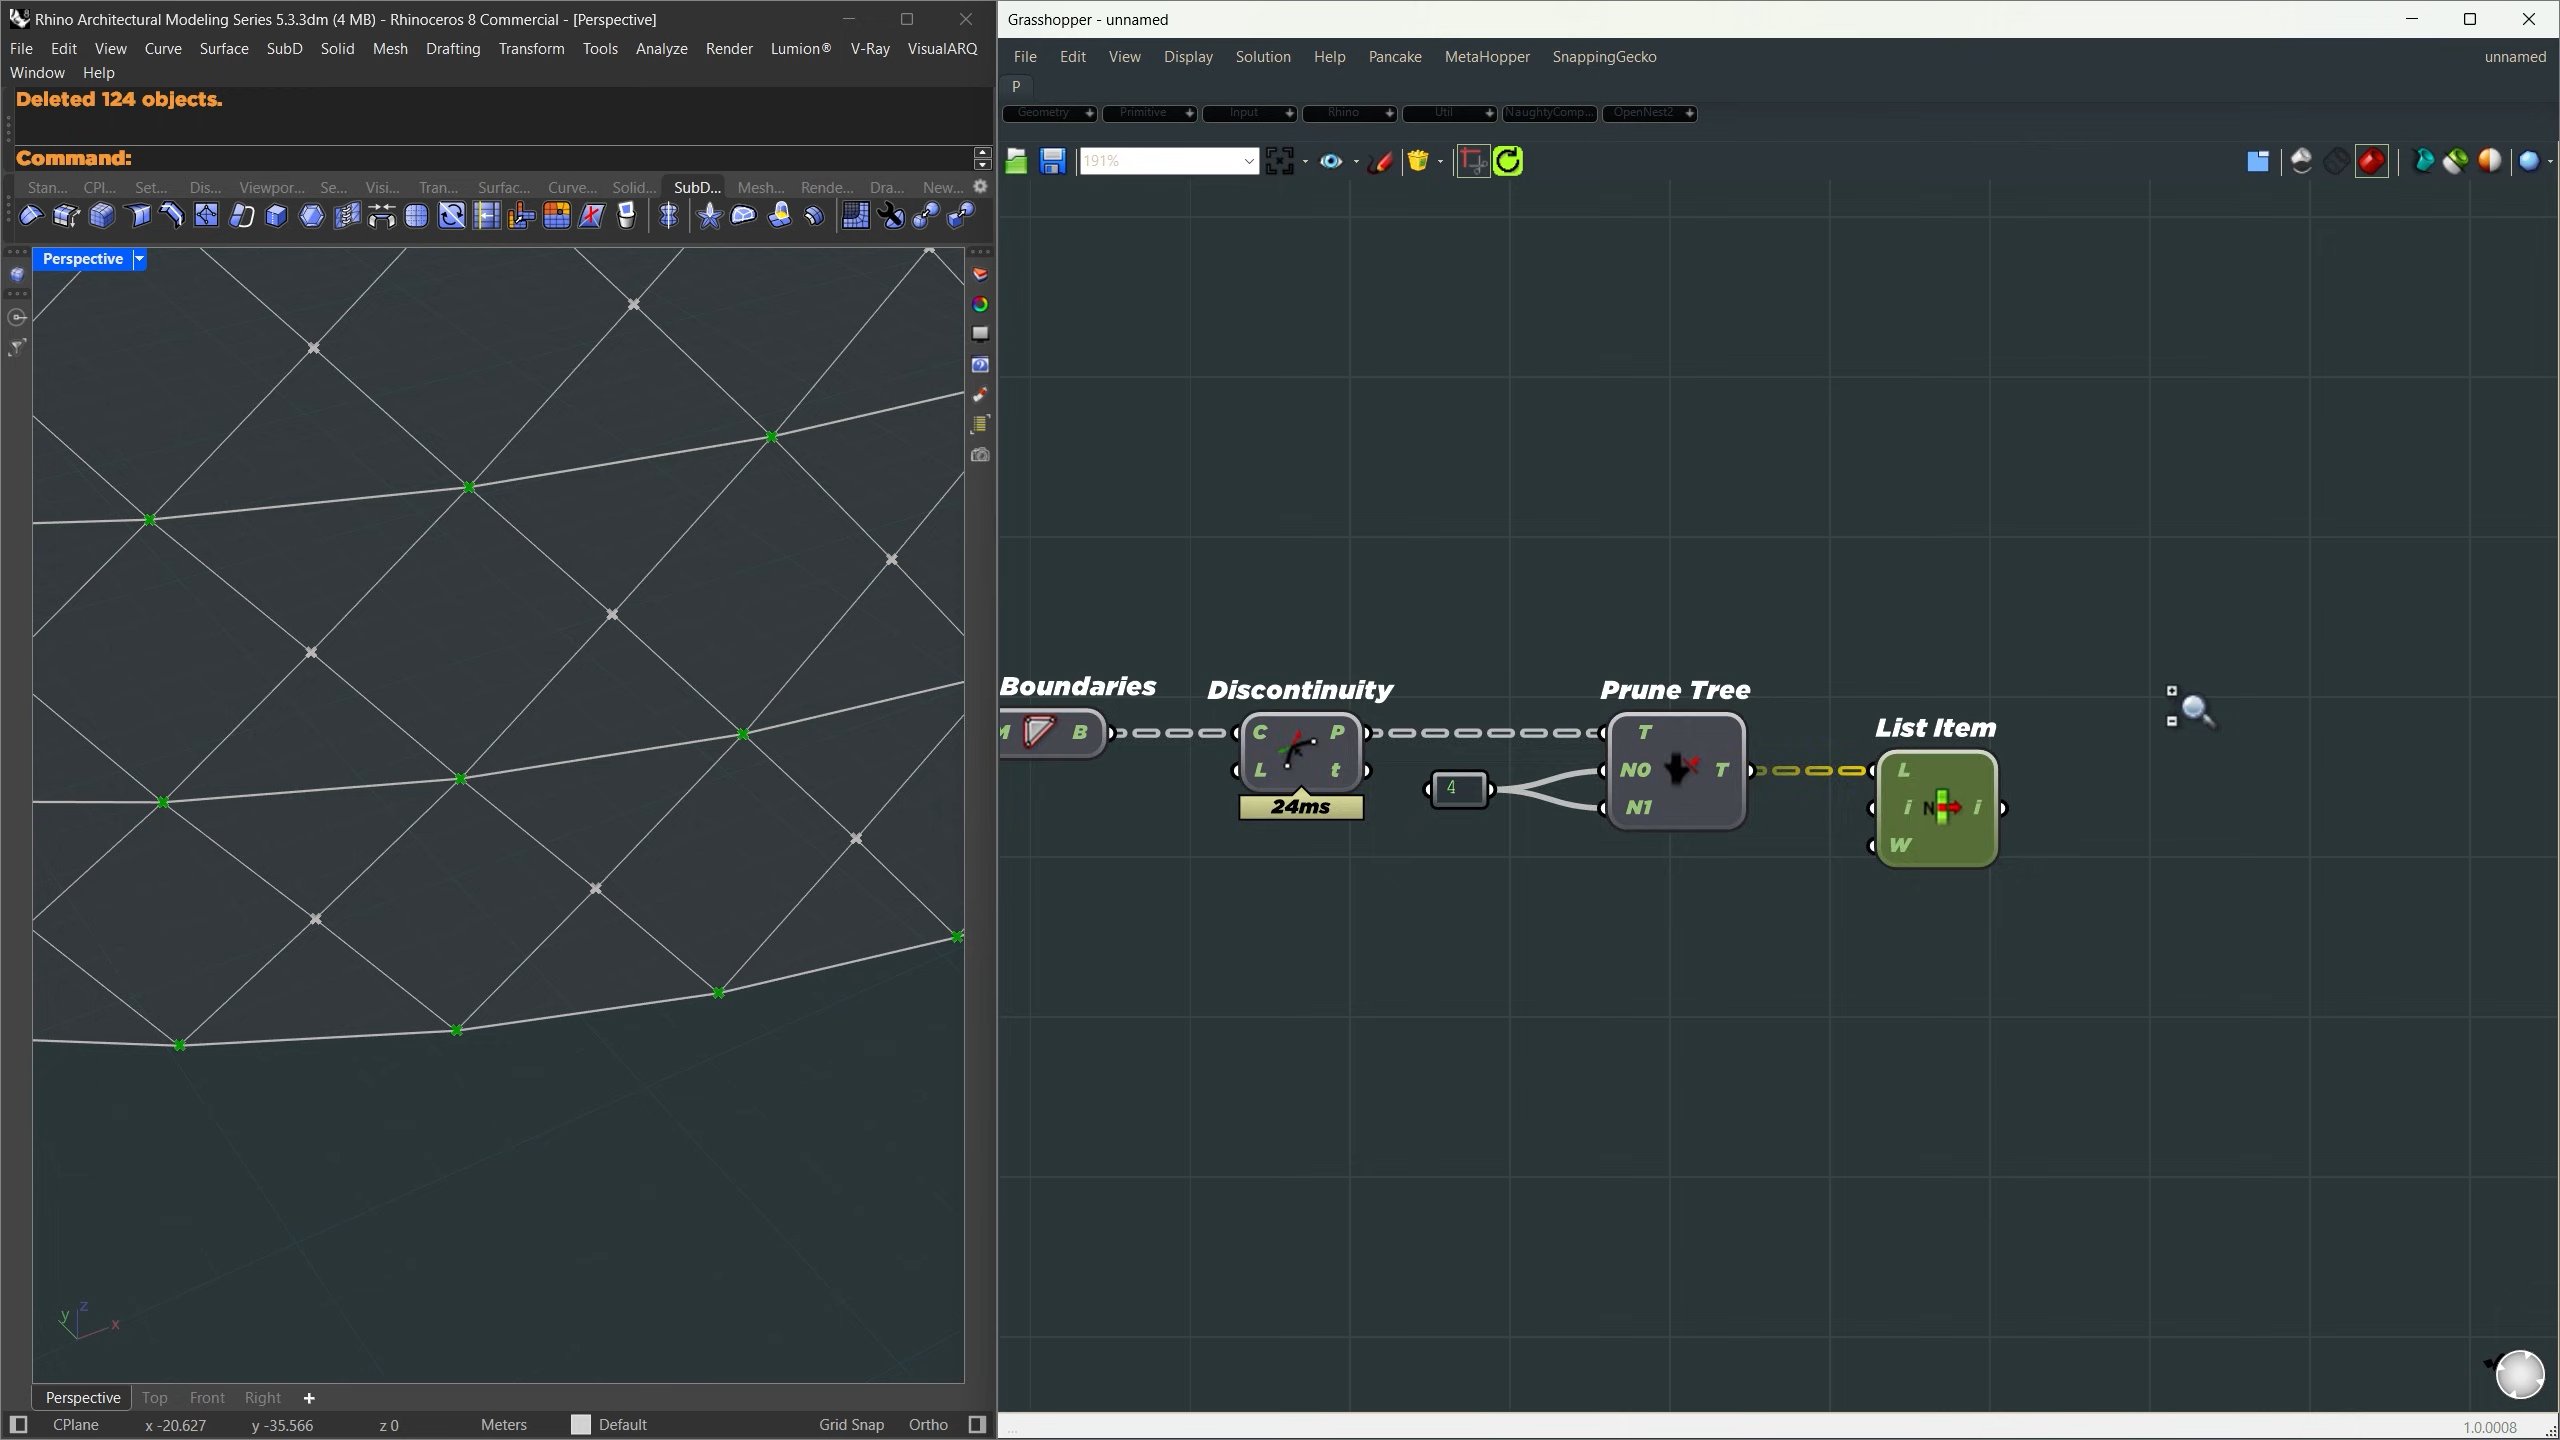 Rhino Architectural Modeling Series 5.3.3dm (4 MB) - Rhinoceros 8 Commercial - [Perspective]
File Edit View Curve Surface SubD Solid Mesh Drafting Transform Tools Analyze Render Lumion® V-Ray VisualARQ
Window Help
Deleted 124 objects.
Command:
Stan... CPl... Set... Dis... Viewpor... Se... Visi... Tran... Surfac... Curve... Solid... SubD... Mesh... Rende... Dra... New...
Perspective
z
y
x
Perspective Top Front Right
CPlane x -20.627 y -35.566 z 0 Meters Default Grid Snap Ortho
Grasshopper - unnamed
File Edit View Display Solution Help Pancake MetaHopper SnappingGecko unnamed
P
Geometry Primitive Input Rhino Util NaughtyComp... OpenNest2
191%
Boundaries Discontinuity Prune Tree
List Item
M B C P T
L t 4 N0 T L
24ms N1 i N i
W
... 1.0.0008